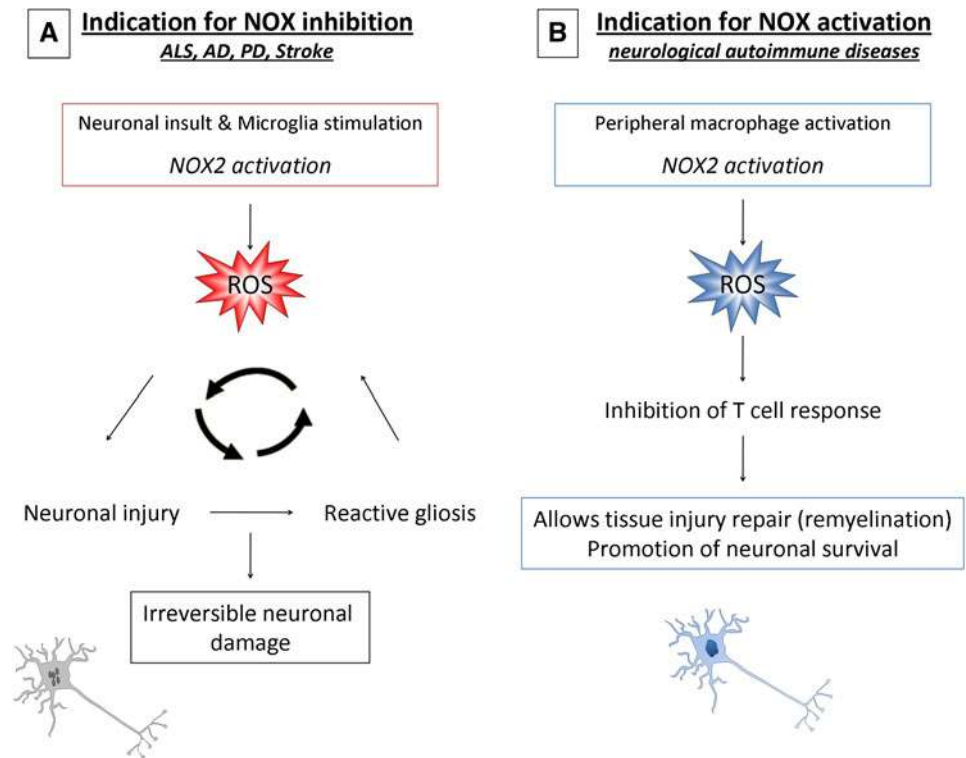 A
Indication for NOX inhibition
ALS, AD, PD, Stroke
Neuronal insult & Microglia stimulation
NOX2 activation
ROS
Neuronal injury
Reactive gliosis
Irreversible neuronal
damage
B
Indication for NOX activation
neurological autoimmune diseases
Peripheral macrophage activation
NOX2 activation
ROS
Inhibition of T cell response
Allows tissue injury repair (remyelination)
Promotion of neuronal survival